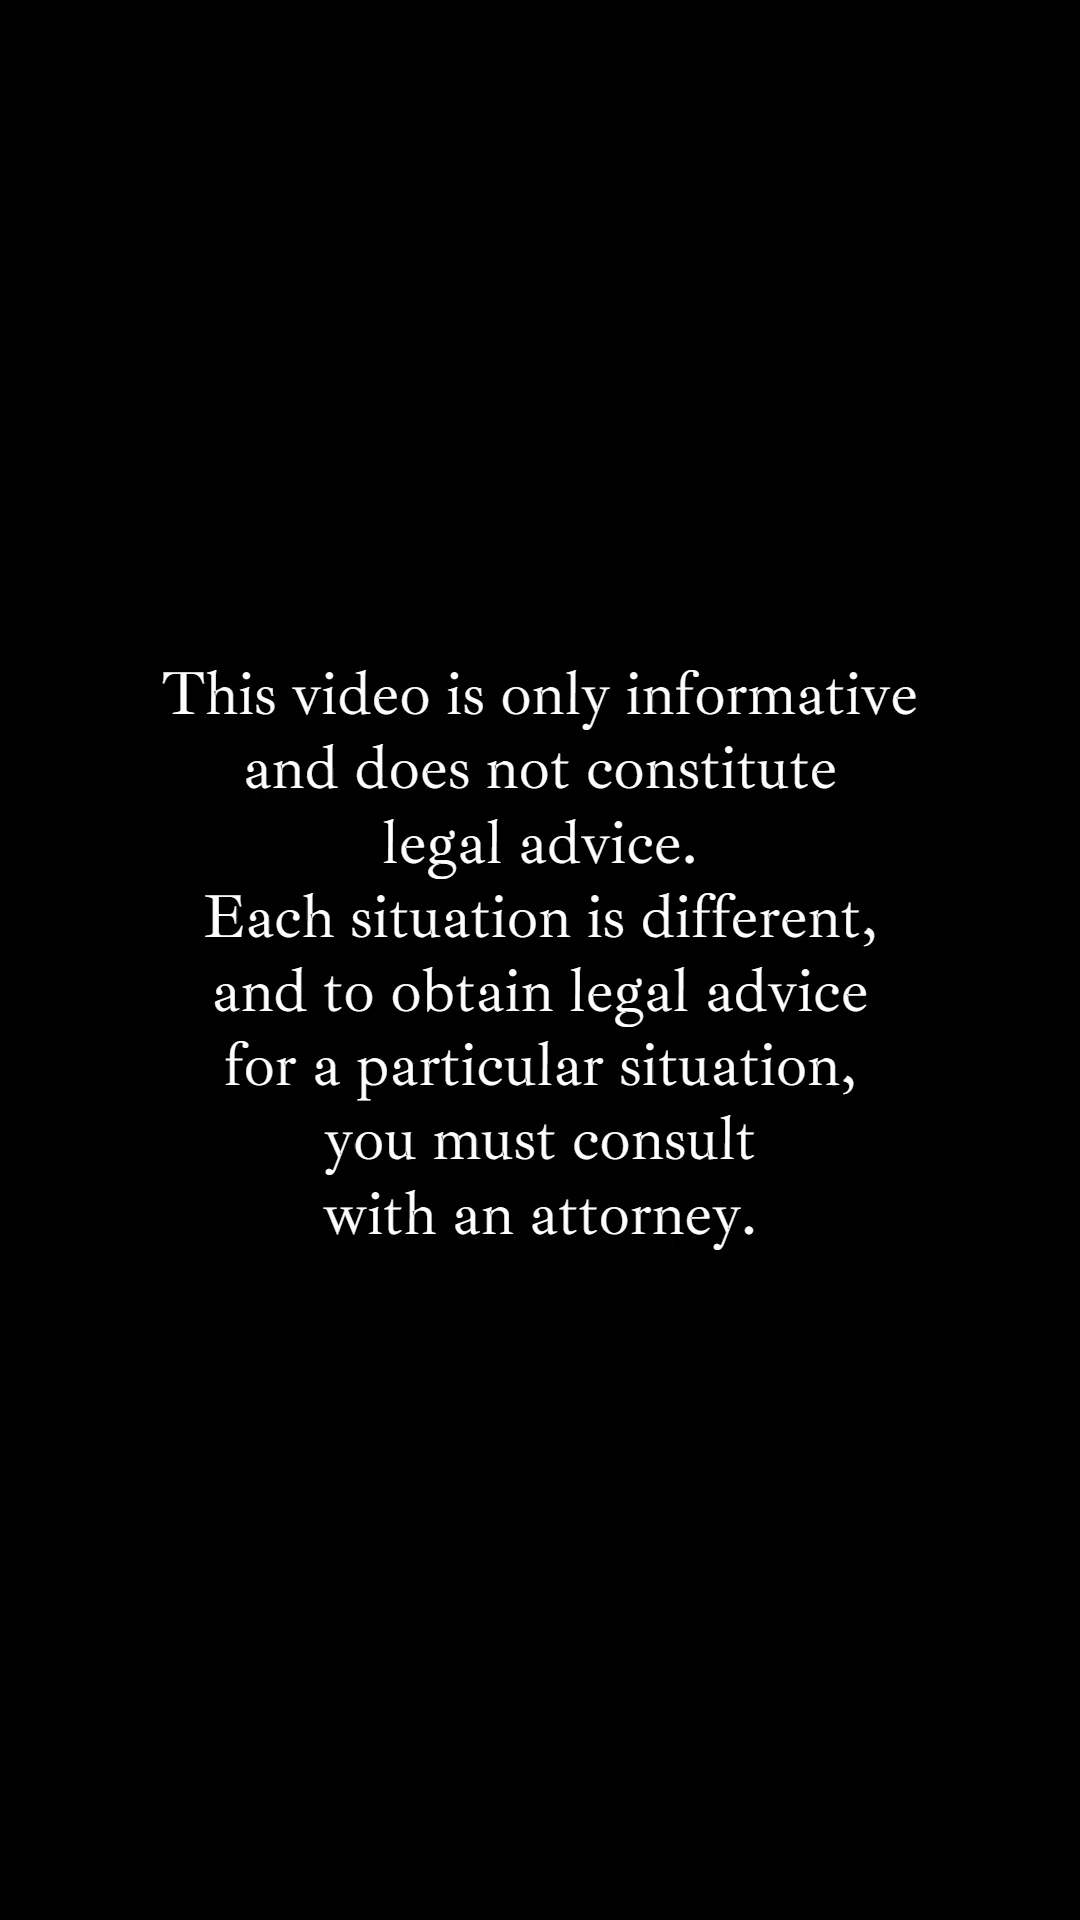 This video is only informative
and does not constitute
legal advice.
Each situation is different,
and to obtain legal advice
for a particular situation,
you must consult
with an attorney.